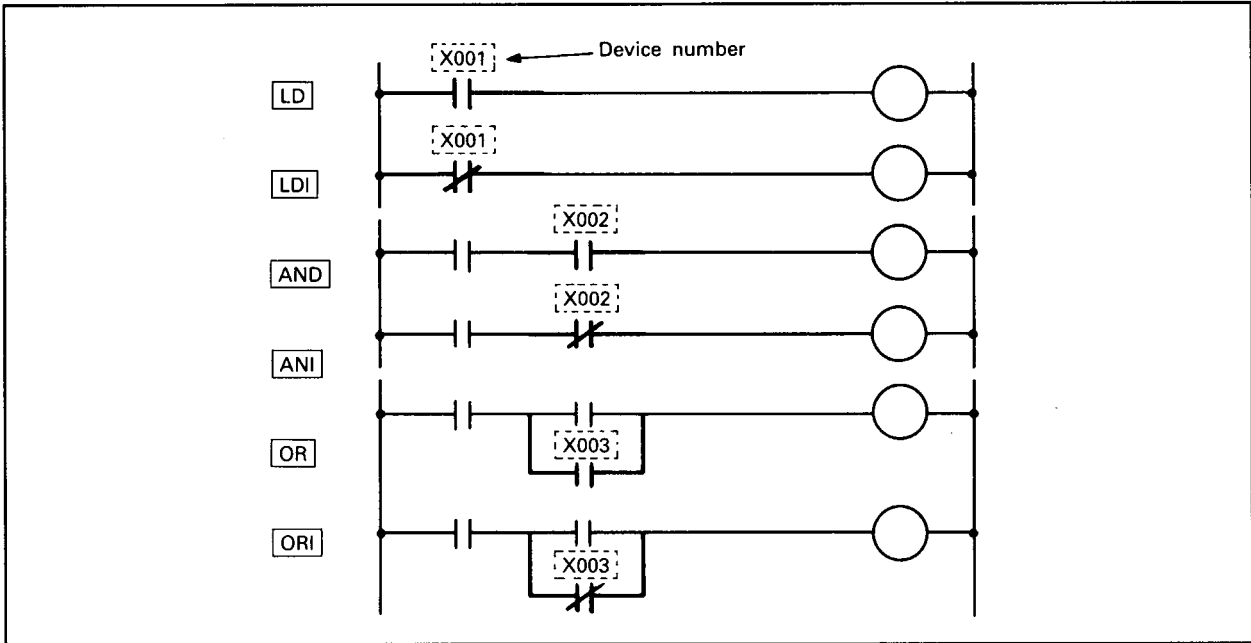 X001
Device number
LD
X001
LDI
X002
AND
X002
ANI
X003
OR
ORI
X003